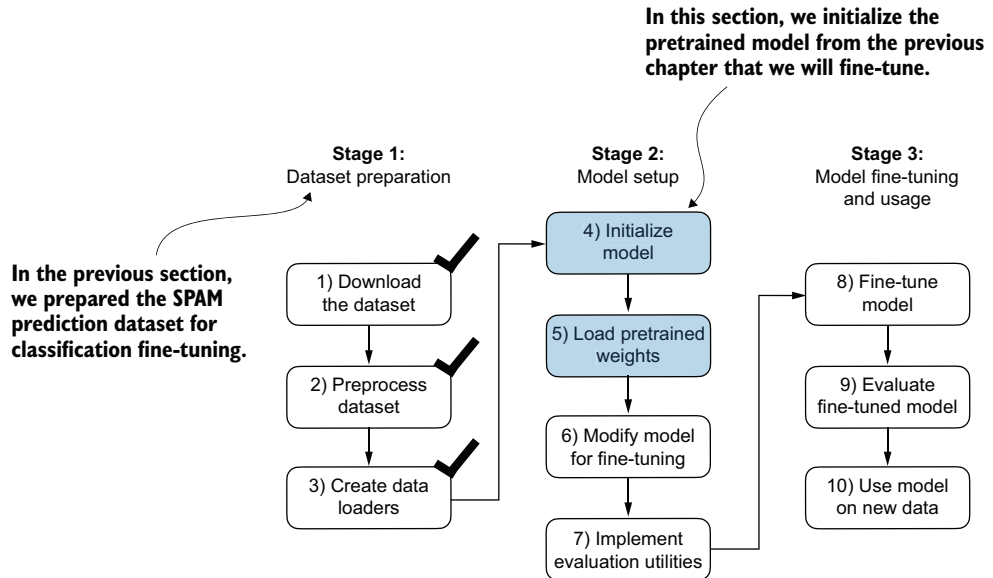 In this section, we initialize the
pretrained model from the previous
chapter that we will fine-tune.
Stage 1:
Dataset preparation
Stage 2:
Model setup
Stage 3:
Model fine-tuning
and usage
In the previous section,
we prepared the SPAM
prediction dataset for
classification fine-tuning.
1) Download
the dataset
2) Preprocess
dataset
3) Create data
loaders
4) Initialize
model
5) Load pretrained
weights
6) Modify model
for fine-tuning
7) Implement
evaluation utilities
8) Fine-tune
model
9) Evaluate
fine-tuned model
10) Use model
on new data